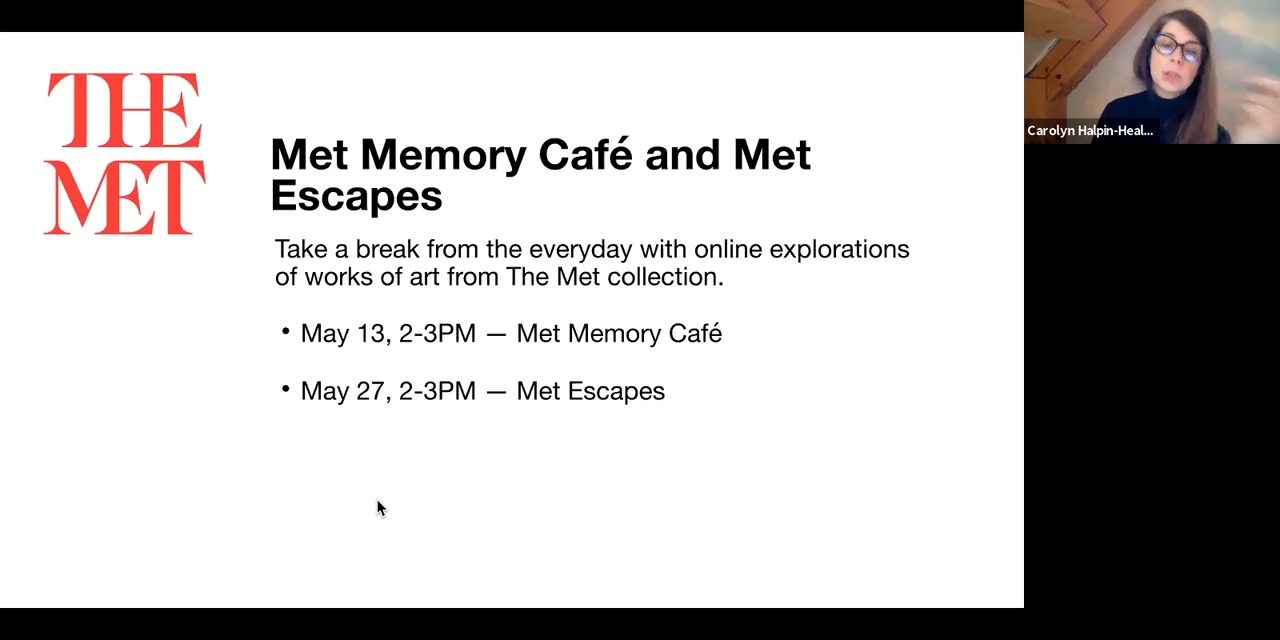 THE
MET
Met Memory Café and Met
Escapes
Take a break from the everyday with online explorations
of works of art from The Met collection.
• May 13, 2-3PM — Met Memory Café
• May 27, 2-3PM — Met Escapes
Carolyn Halpin-Heal...